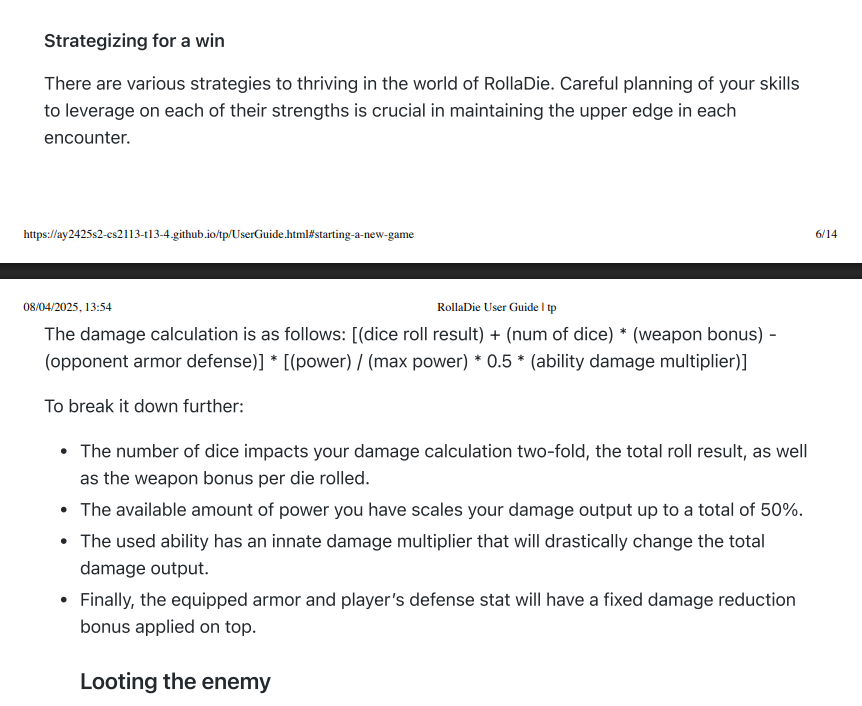 Strategizing for a win
There are various strategies to thriving in the world of RollaDie. Careful planning of your skills
to leverage on each of their strengths is crucial in maintaining the upper edge in each
encounter.
https://ay2425s2-cs2113-t13-4.github.io/tp/UserGuide.html#starting-a-new-game 6/14
08/04/2025, 13:54 RollaDie User Guide | tp
The damage calculation is as follows: [(dice roll result) + (num of dice) * (weapon bonus) -
(opponent armor defense)] * [(power) / (max power) * 0.5 * (ability damage multiplier)]
To break it down further:
• The number of dice impacts your damage calculation two-fold, the total roll result, as well
as the weapon bonus per die rolled.
• The available amount of power you have scales your damage output up to a total of 50%.
• The used ability has an innate damage multiplier that will drastically change the total
damage output.
• Finally, the equipped armor and player’s defense stat will have a fixed damage reduction
bonus applied on top.
Looting the enemy